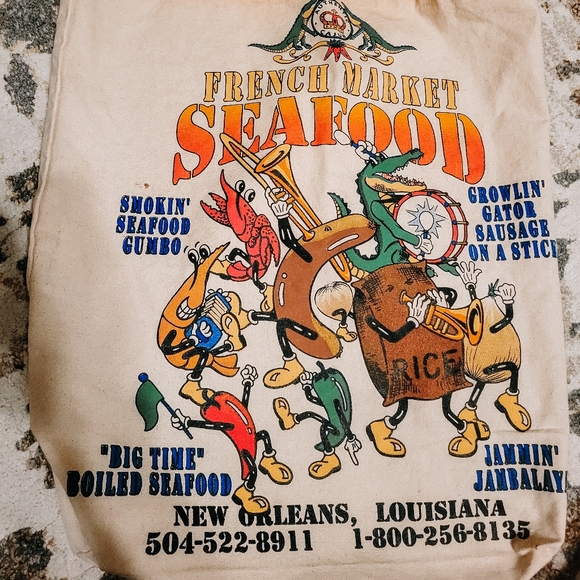 FRENCH MARKET
SEAFOOD
SMOKIN'
SEAFOOD
GUMBO
GROWLIN'
GATOR
SAUSAGE
ON A STICK
RICE
"BIG TIME"
BOILED SEAFOOD
JAMMIN'
JAMBALAY
NEW ORLEANS, LOUISIANA
504-522-8911 1-800-256-8135